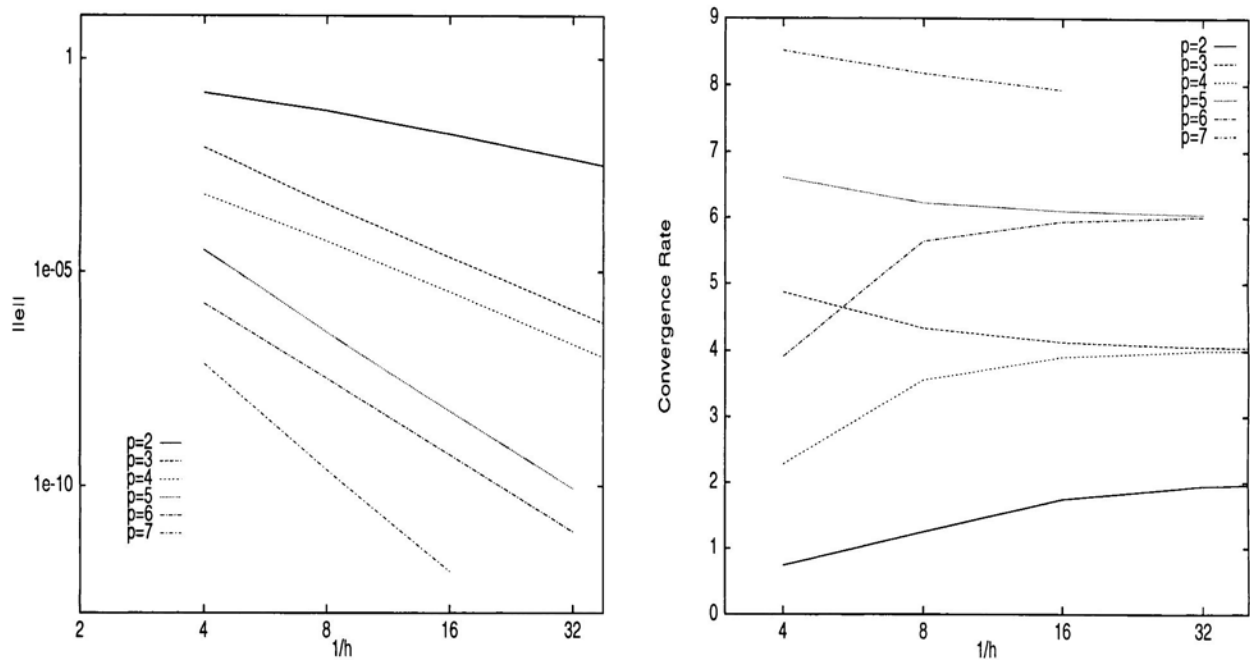 1
1e-05
1e-10
||e||
p=2
p=3
p=4
p=5
p=6
p=7
2
4
8
16
32
1/h
9
8
7
6
5
4
3
2
1
0
Convergence Rate
p=2
p=3
p=4
p=5
p=6
p=7
4
8
16
32
1/h